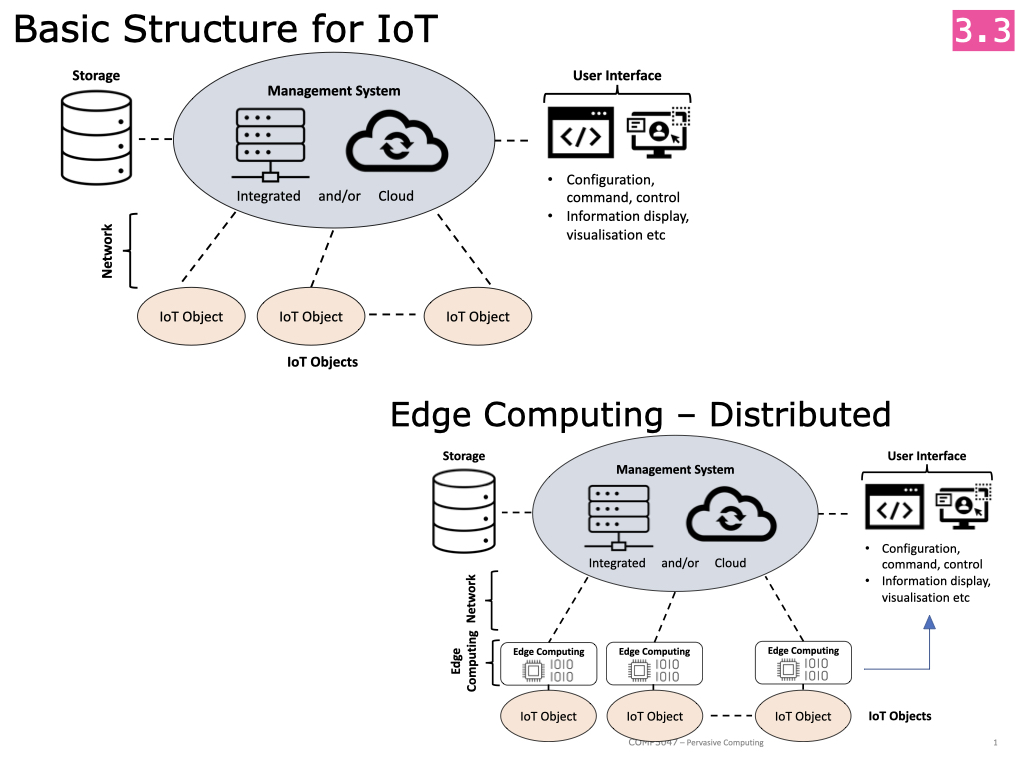 Basic Structure for IoT
3.3
Storage
Management System
User Interface
</>
Integrated and/or Cloud
• Configuration,
command, control
• Information display,
visualisation etc
Network
IoT Object
IoT Object
IoT Object
IoT Objects
Edge Computing – Distributed
Storage
Management System
User Interface
</>
Integrated and/or Cloud
• Configuration,
command, control
• Information display,
visualisation etc
Network
Edge
Computing
Edge Computing
1010
1010
Edge Computing
1010
1010
Edge Computing
1010
1010
IoT Object
IoT Object
IoT Object
IoT Objects
– Pervasive Computing
1